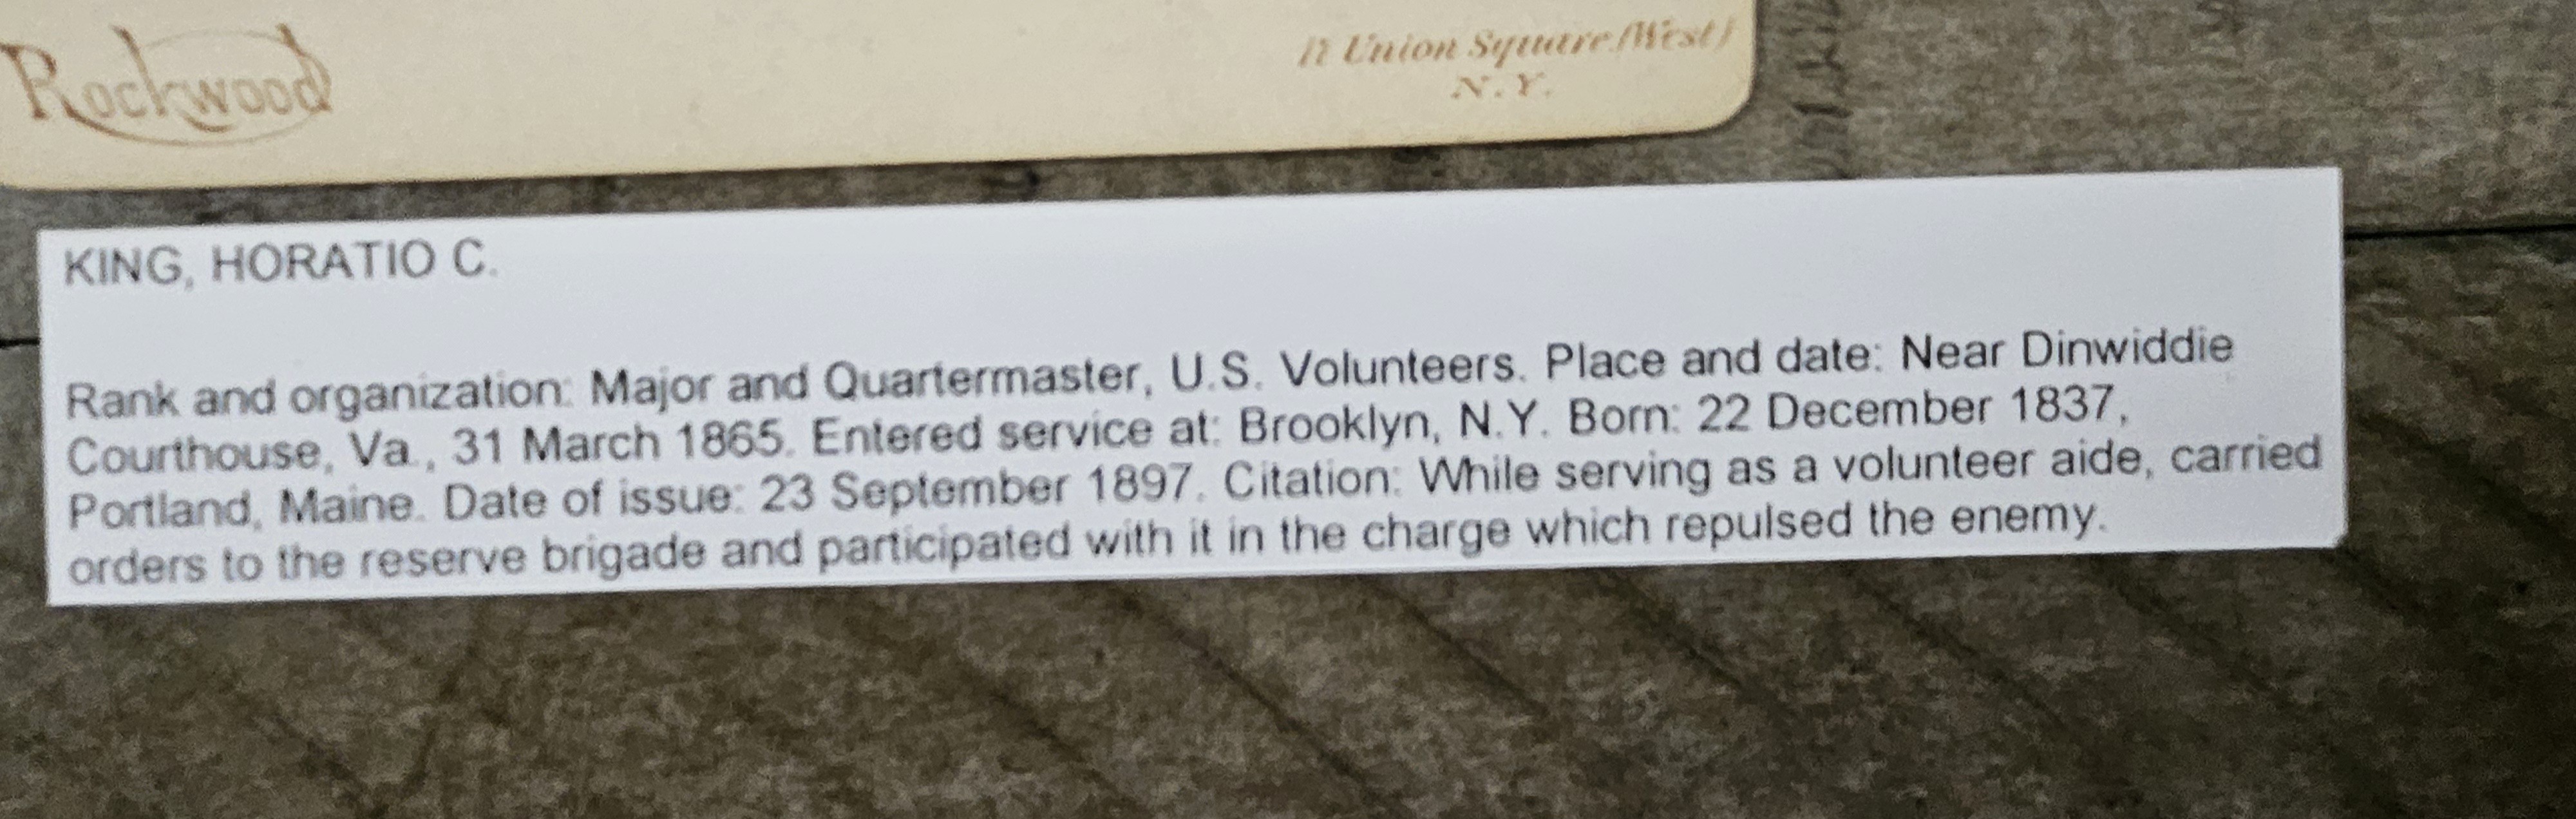 Rockwood
17 Union Square (West)
N.Y.
KING, HORATIO C.
Rank and organization: Major and Quartermaster, U.S. Volunteers. Place and date: Near Dinwiddie
Courthouse, Va., 31 March 1865. Entered service at: Brooklyn, N.Y. Born: 22 December 1837,
Portland, Maine. Date of issue: 23 September 1897. Citation: While serving as a volunteer aide, carried
orders to the reserve brigade and participated with it in the charge which repulsed the enemy.